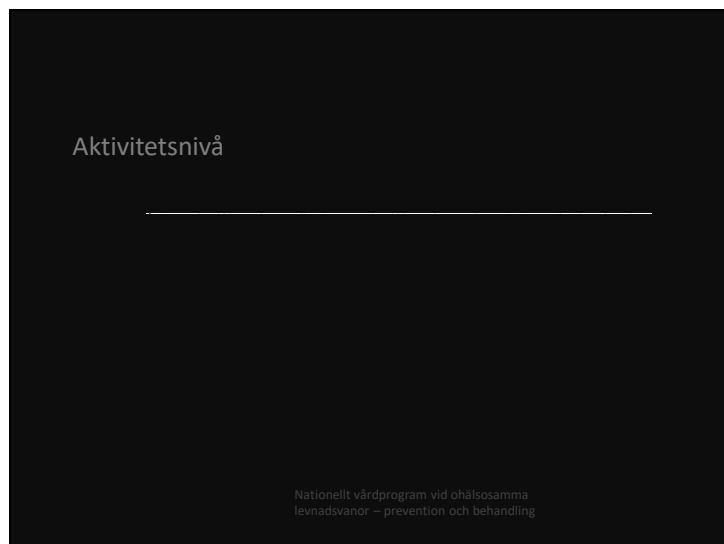 Aktivitetsnivå
Nationellt vårdprogram vid ohälsosamma
levnadsvanor – prevention och behandling